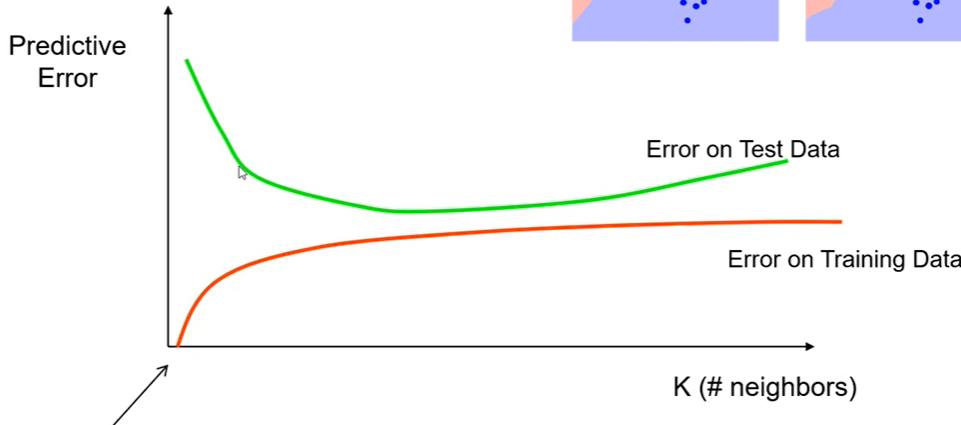 Predictive
Error
Error on Test Data
Error on Training Data
K (# neighbors)